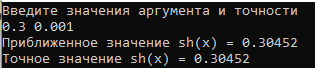 Введите значения аргумента и точности
0.3 0.001
Приближенное значение sh(x) = 0.30452
Точное значение sh(x) = 0.30452